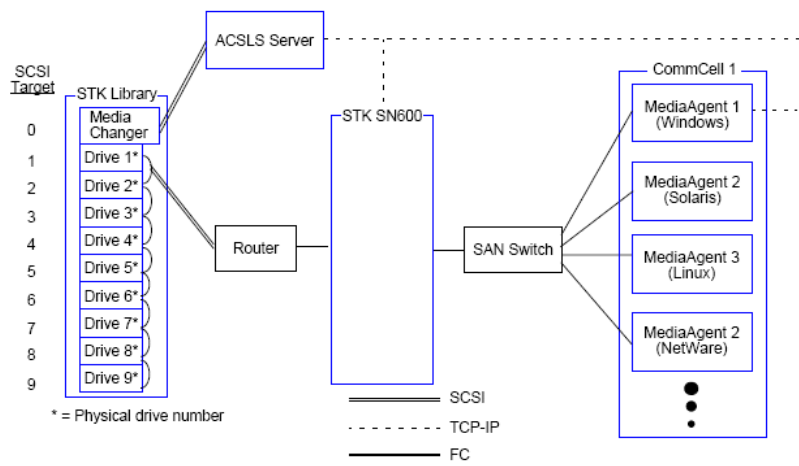 ACSLS Server
SCSI
Target
STK Library
Media
Changer
0
Drive 1*
1
Drive 2*
2
Drive 3*
3
Drive 4*
4
Drive 5*
5
Drive 6*
6
Drive 7*
7
Drive 8*
8
Drive 9*
9
* = Physical drive number
Router
STK SN600
SAN Switch
CommCell 1
MediaAgent 1
(Windows)
MediaAgent 2
(Solaris)
MediaAgent 3
(Linux)
MediaAgent 2
(NetWare)
SCSI
TCP-IP
FC